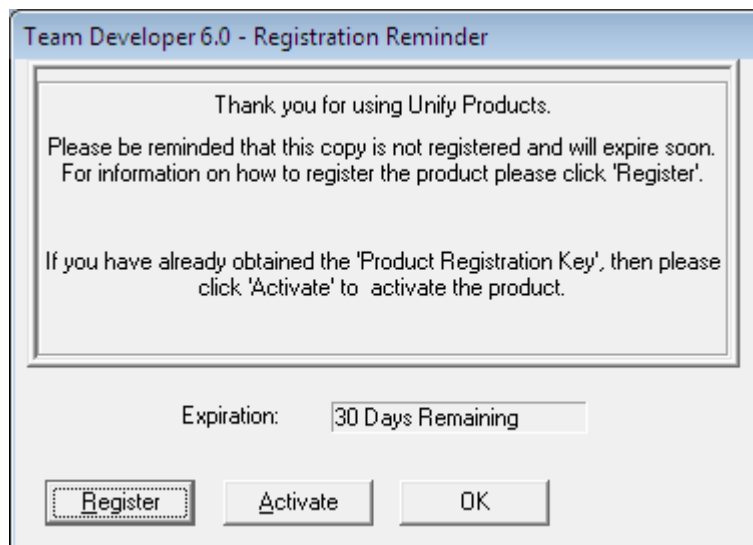 Team Developer 6.0 - Registration Reminder
Thank you for using Unify Products.
Please be reminded that this copy is not registered and will expire soon.
For information on how to register the product please click 'Register'.
If you have already obtained the 'Product Registration Key', then please
click 'Activate' to  activate the product.
Expiration: 30 Days Remaining
Register Activate OK